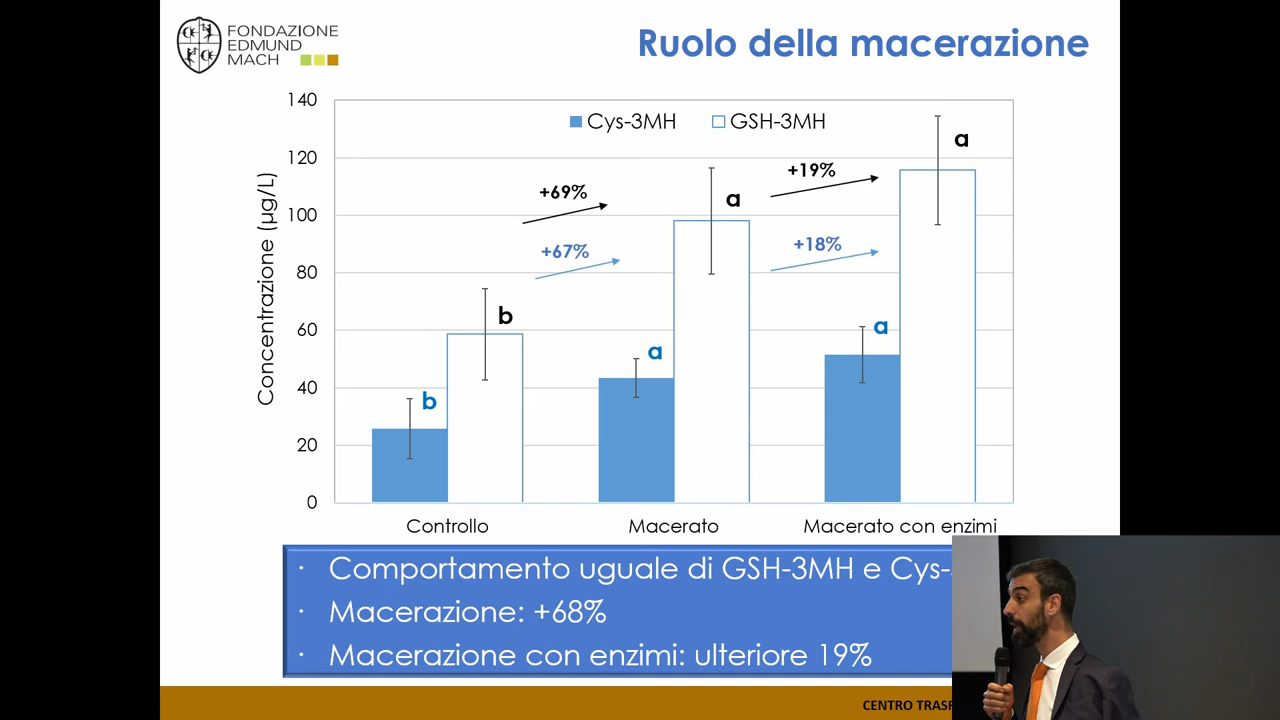 FONDAZIONE
EDMUND
MACH
Ruolo della macerazione
Concentrazione (µg/L)
140
120
100
80
60
40
20
0
Cys-3MH
GSH-3MH
b
b
+69%
+67%
a
a
+19%
+18%
a
a
Controllo
Macerato
Macerato con enzimi
· Comportamento uguale di GSH-3MH e Cys-
· Macerazione: +68%
· Macerazione con enzimi: ulteriore 19%
CENTRO